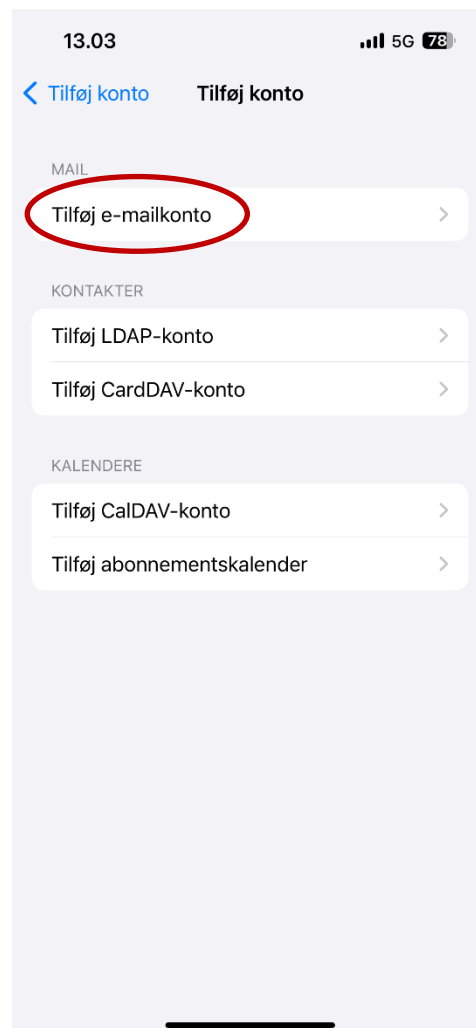 13.03 5G 78
Tilføj konto Tilføj konto
MAIL
Tilføj e-mailkonto
KONTAKTER
Tilføj LDAP-konto
Tilføj CardDAV-konto
KALENDERE
Tilføj CalDAV-konto
Tilføj abonnementskalender